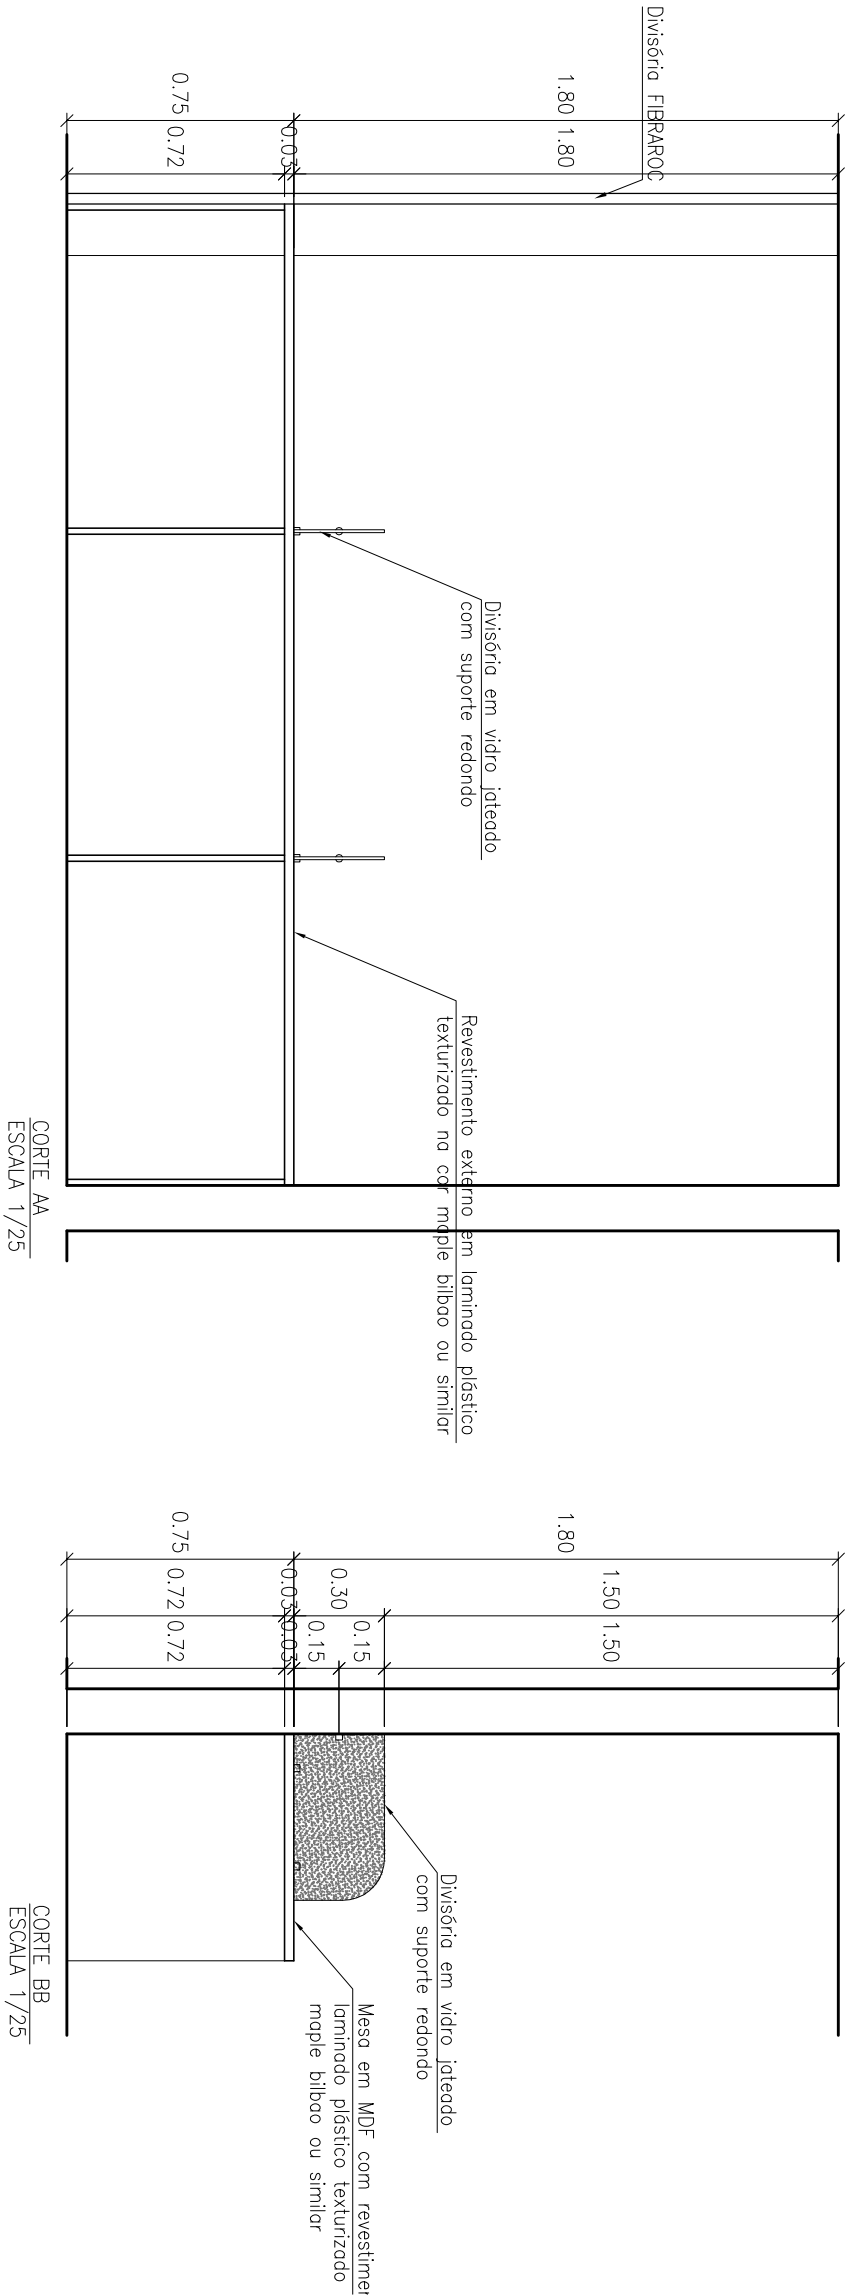 Divisória FIBRAROC
1.80
1.80
0.75
0.72
0.03
Divisória em vidro jateado
com suporte redondo
Revestimento externo em laminado plástico
texturizado na cor maple bilbao ou similar
CORTE AA
ESCALA 1/25
1.80
1.50
1.50
0.30
0.15
0.15
0.75
0.03
0.03
0.72
0.72
Divisória em vidro jateado
com suporte redondo
Mesa em MDF com revestimen
laminado plástico texturizado
maple bilbao ou similar
CORTE BB
ESCALA 1/25